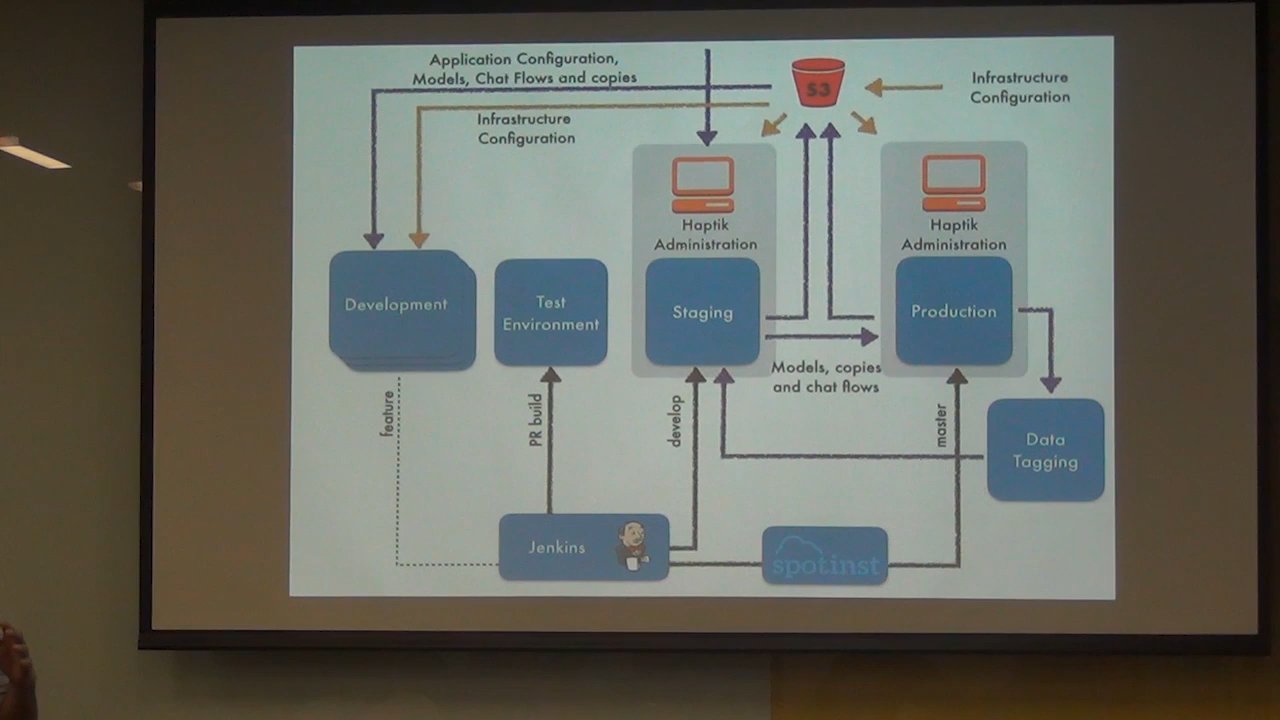 Application Configuration,
Models, Chat Flows and copies
S3
Infrastructure
Configuration
Infrastructure
Configuration
Haptik
Administration
Haptik
Administration
Development
Test
Environment
Staging
Production
Models, copies
and chat flows
feature
PR build
develop
master
Data
Tagging
Jenkins
spotinst